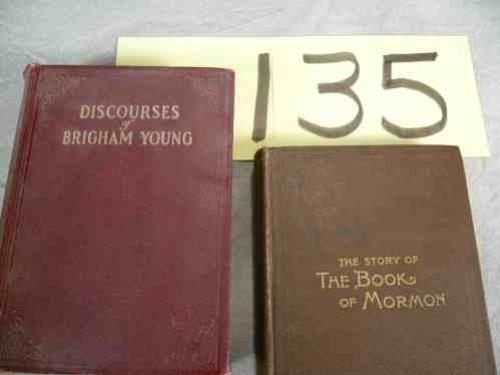 135
DISCOURSES
of
BRIGHAM YOUNG
THE STORY OF
THE BOOK
OF MORMON